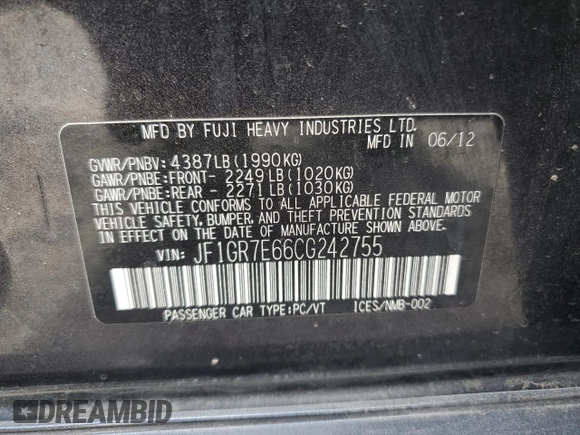 MFD BY FUJI HEAVY INDUSTRIES LTD.
MFD IN 06/12
GVWR/PNBV: 4387LB(1990KG)
GAWR/PNBE:FRONT- 2249LB(1020KG)
GAWR/PNBE:REAR - 2271LB(1030KG)
THIS VEHICLE CONFORMS TO ALL APPLICABLE FEDERAL MOTOR
VEHICLE SAFETY, BUMPER, AND THEFT PREVENTION STANDARDS
IN EFFECT ON THE DATE OF MANUFACTURE SHOWN ABOVE.
VIN: JF1GR7E66CG242755
PASSENGER CAR TYPE:PC/VT ICES/NMB-002
DREAMBID